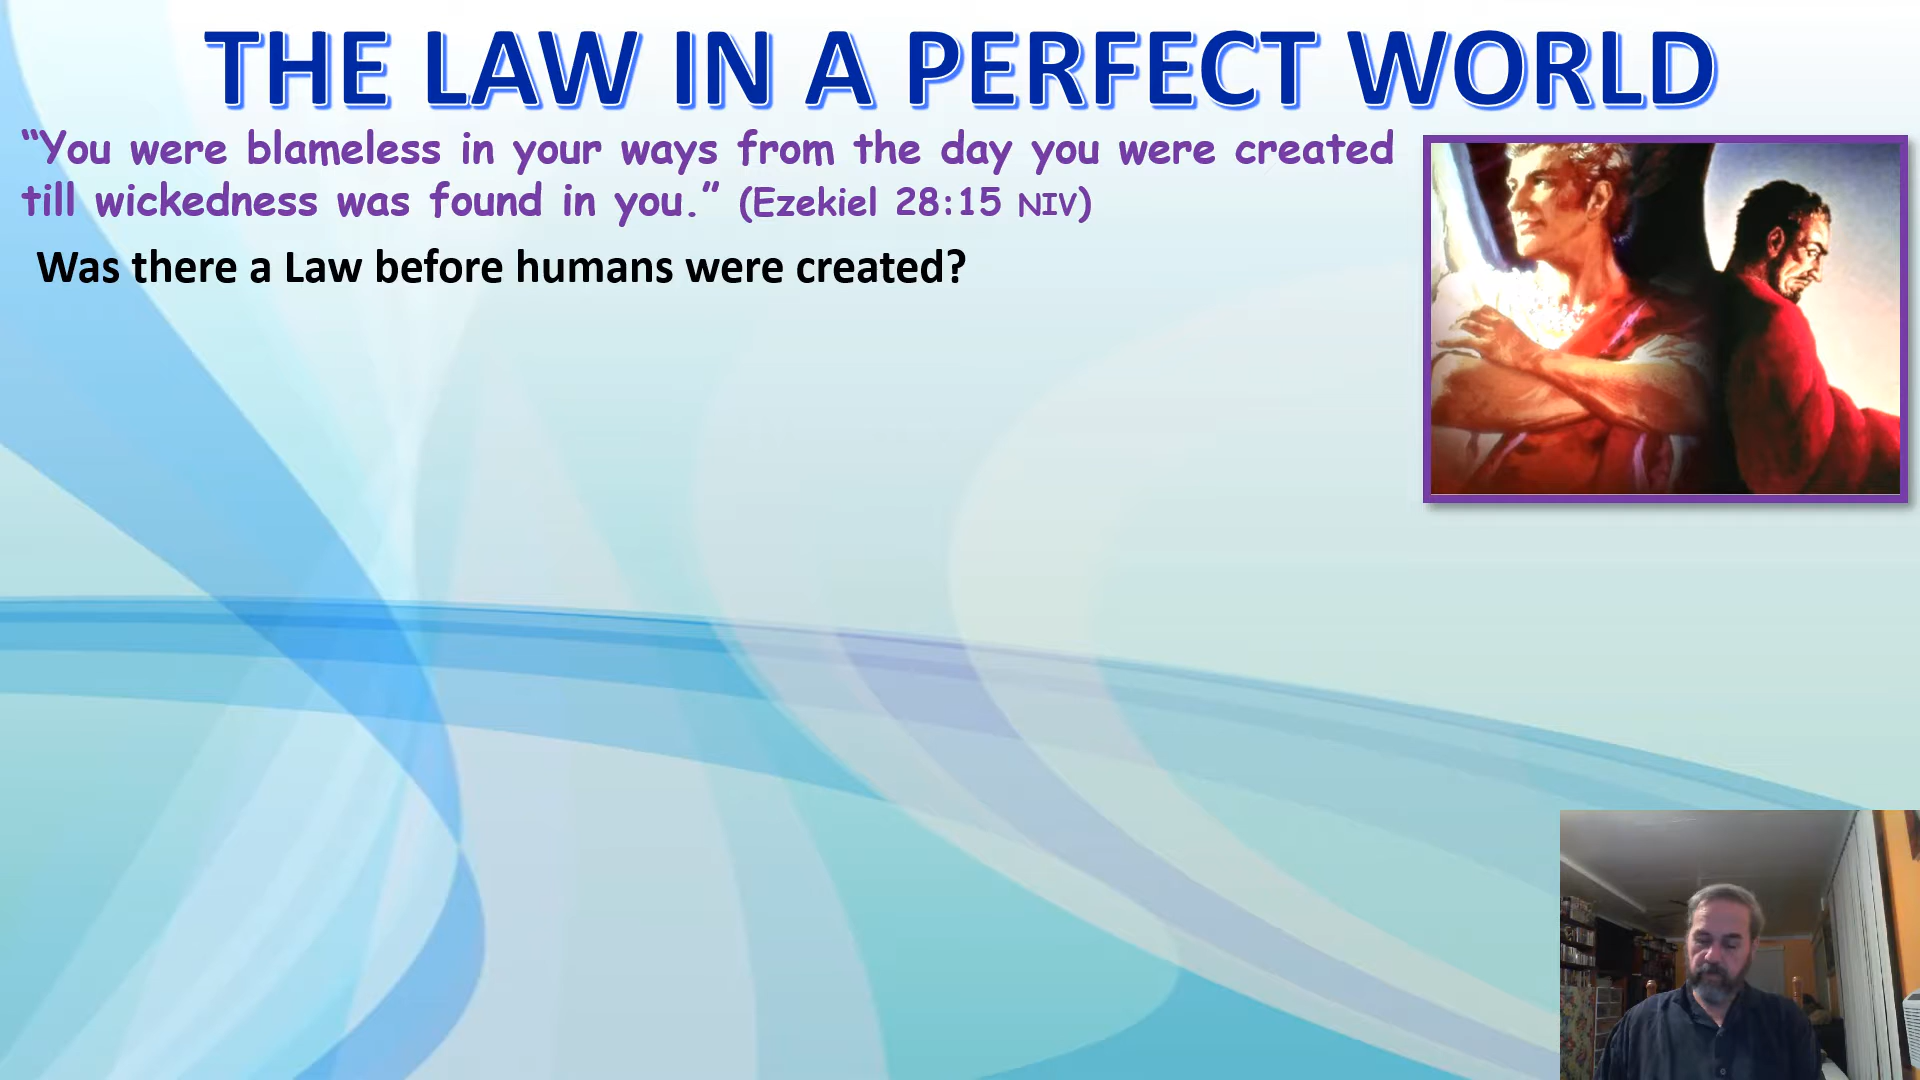 THE LAW IN A PERFECT WORLD
“You were blameless in your ways from the day you were created
till wickedness was found in you.” (Ezekiel 28:15 NIV)
Was there a Law before humans were created?